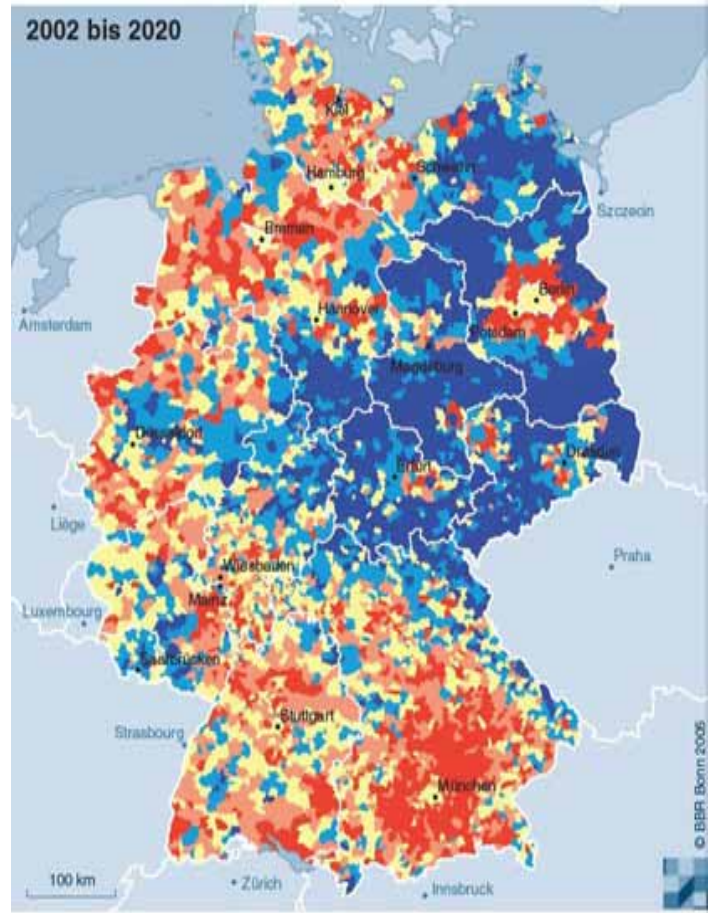 2002 bis 2020
Kiel
Hamburg
Schwerin
Szczecin
Bremen
Berlin
Amsterdam
Hannover
Potsdam
Magdeburg
Düsseldorf
Erfurt
Dresden
Liège
Praha
Wiesbaden
Mainz
Luxembourg
Saarbrücken
Stuttgart
Strasbourg
München
© BBR Bonn 2005
100 km
Zürich
Innsbruck